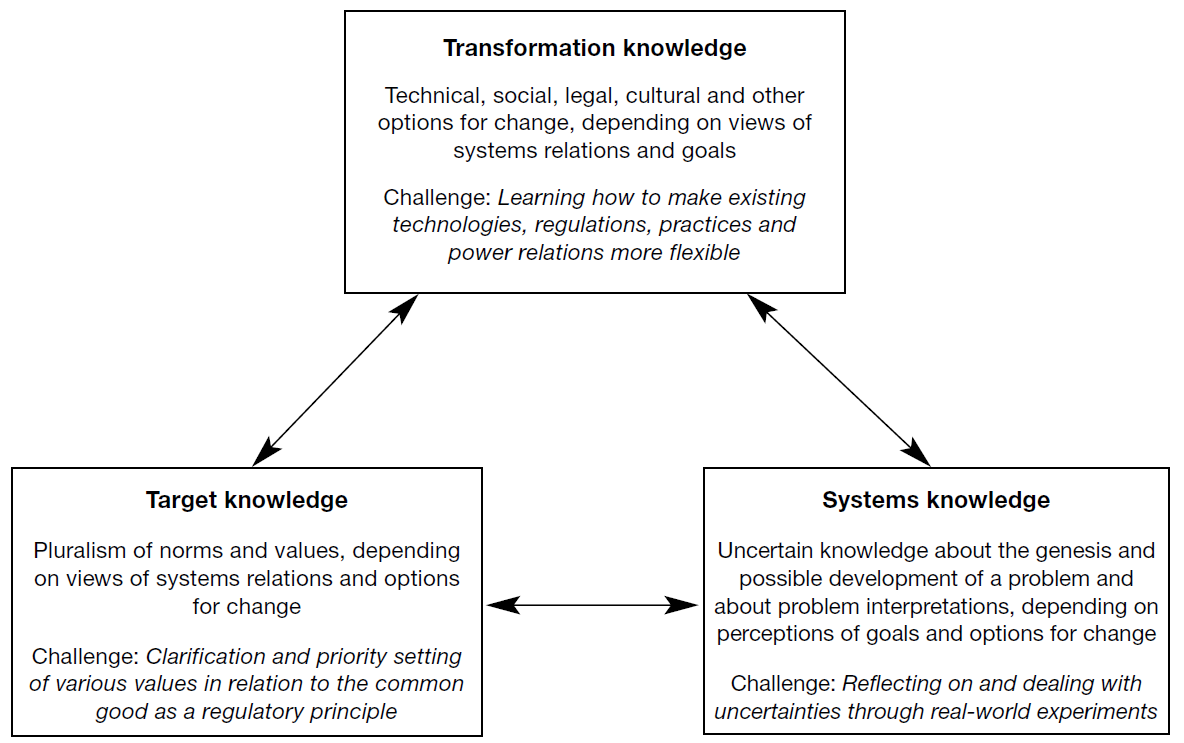 Transformation knowledge
Technical, social, legal, cultural and other
options for change, depending on views of
systems relations and goals
Challenge: Learning how to make existing
technologies, regulations, practices and
power relations more flexible
Target knowledge
Pluralism of norms and values, depending
on views of systems relations and options
for change
Challenge: Clarification and priority setting
of various values in relation to the common
good as a regulatory principle
Systems knowledge
Uncertain knowledge about the genesis and
possible development of a problem and
about problem interpretations, depending on
perceptions of goals and options for change
Challenge: Reflecting on and dealing with
uncertainties through real-world experiments